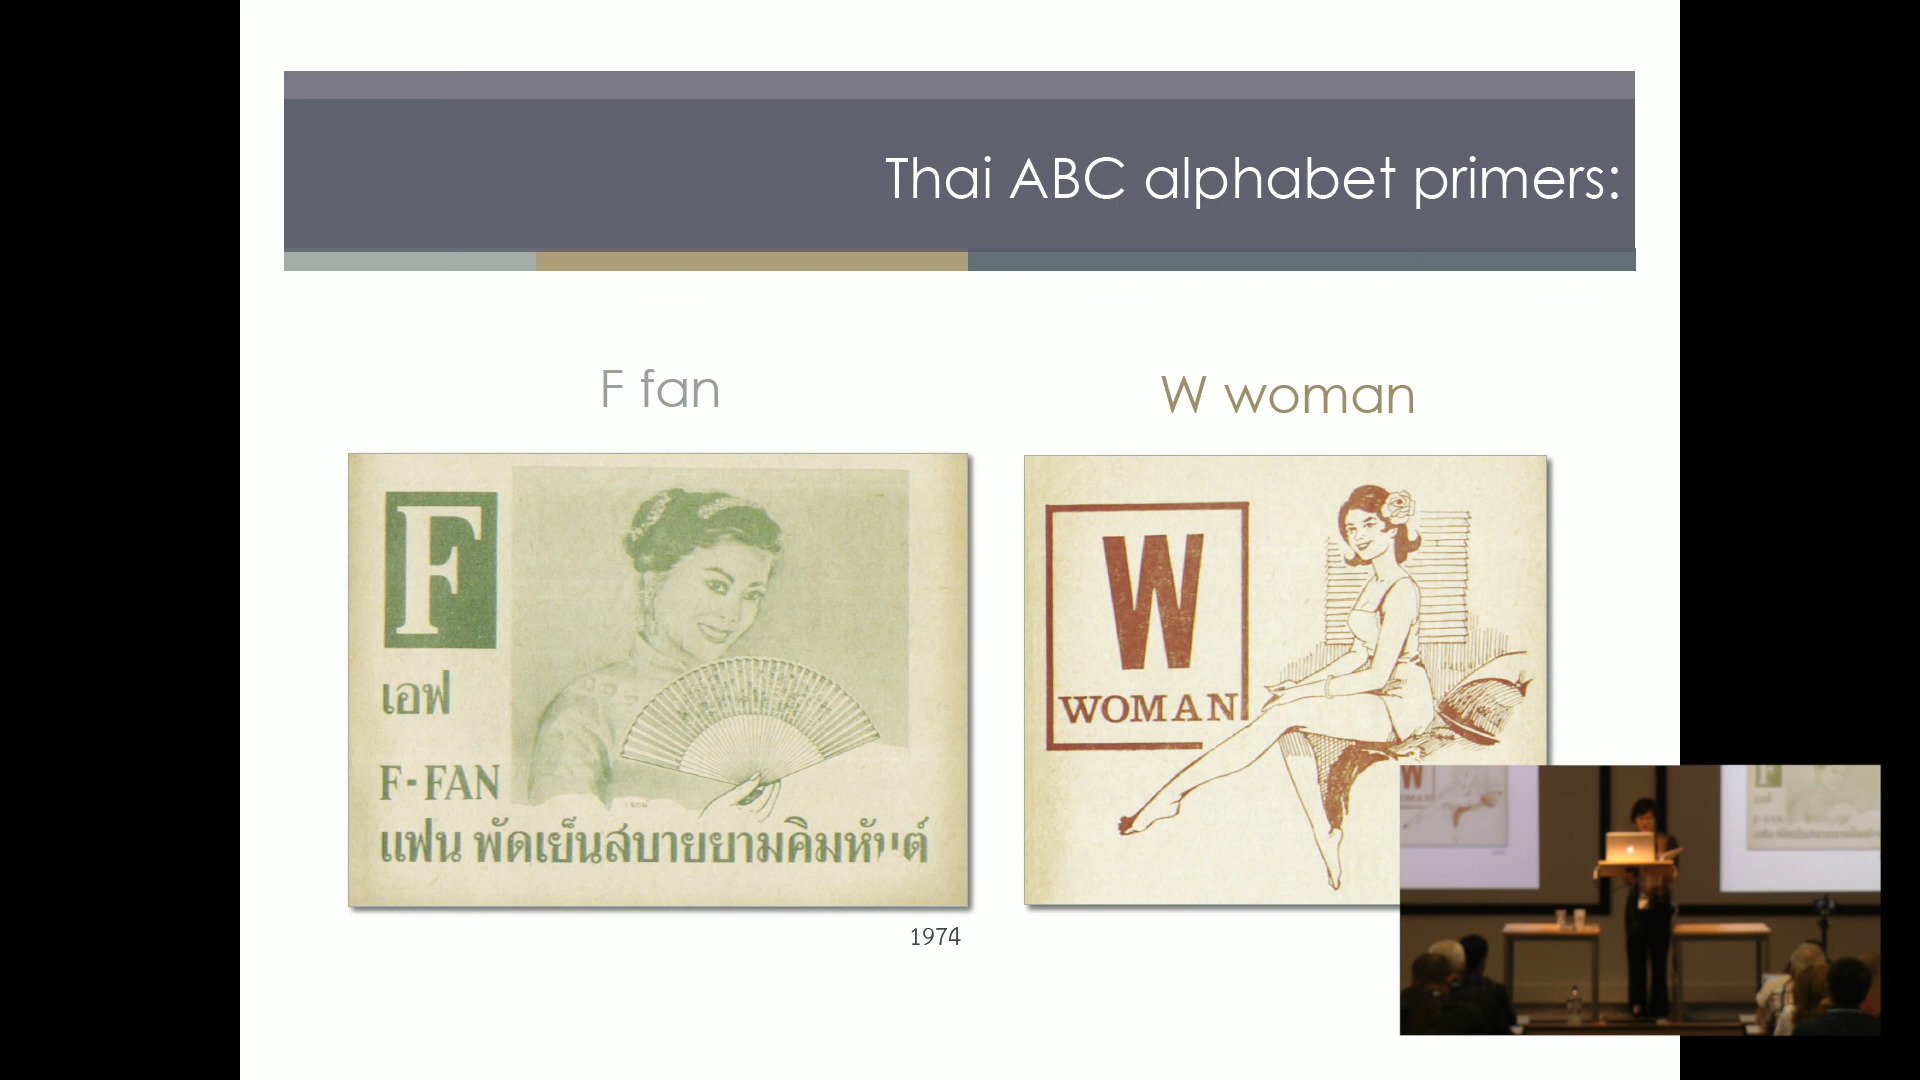 Thai ABC alphabet primers:
F fan
W woman
F
เอฟ
F - FAN
แฟน พัดเย็นสบายยามคิมหันต์
1974
W
WOMAN